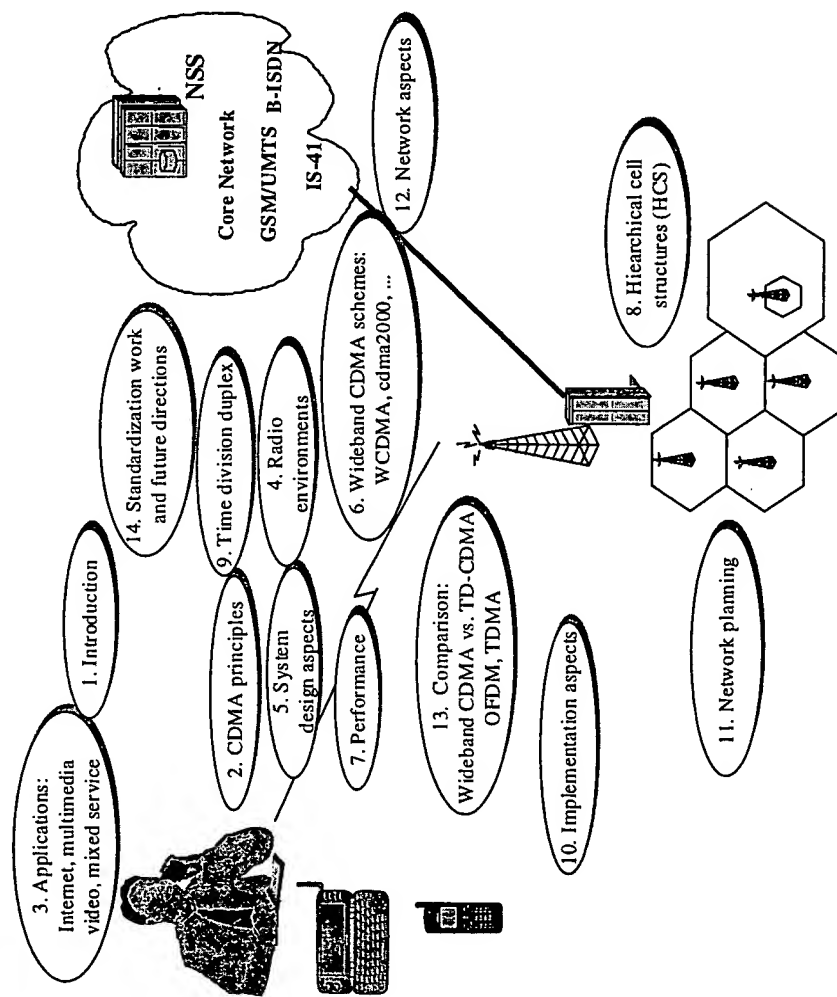 3. Applications:
Internet, multimedia
video, mixed service
1. Introduction
14. Standardization work
and future directions
NSS
Core Network
GSM/UMTS B-ISDN
IS-41
2. CDMA principles
9. Time division duplex
5. System
design aspects
4. Radio
environments
7. Performance
6. Wideband CDMA schemes:
WCDMA, cdma2000, ...
12. Network aspects
13. Comparison:
Wideband CDMA vs. TD-CDMA
OFDM, TDMA
10. Implementation aspects
8. Hiearchical cell
structures (HCS)
11. Network planning